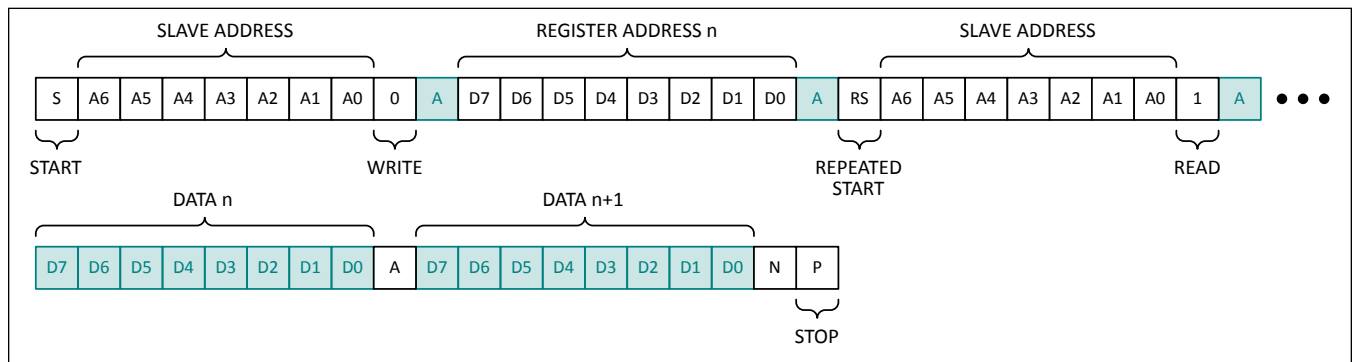 SLAVE ADDRESS REGISTER ADDRESS n SLAVE ADDRESS
S A6 A5 A4 A3 A2 A1 A0 0 A D7 D6 D5 D4 D3 D2 D1 D0 A RS A6 A5 A4 A3 A2 A1 A0 1 A
START WRITE REPEATED START READ
DATA n DATA n+1
D7 D6 D5 D4 D3 D2 D1 D0 A D7 D6 D5 D4 D3 D2 D1 D0 N P
STOP